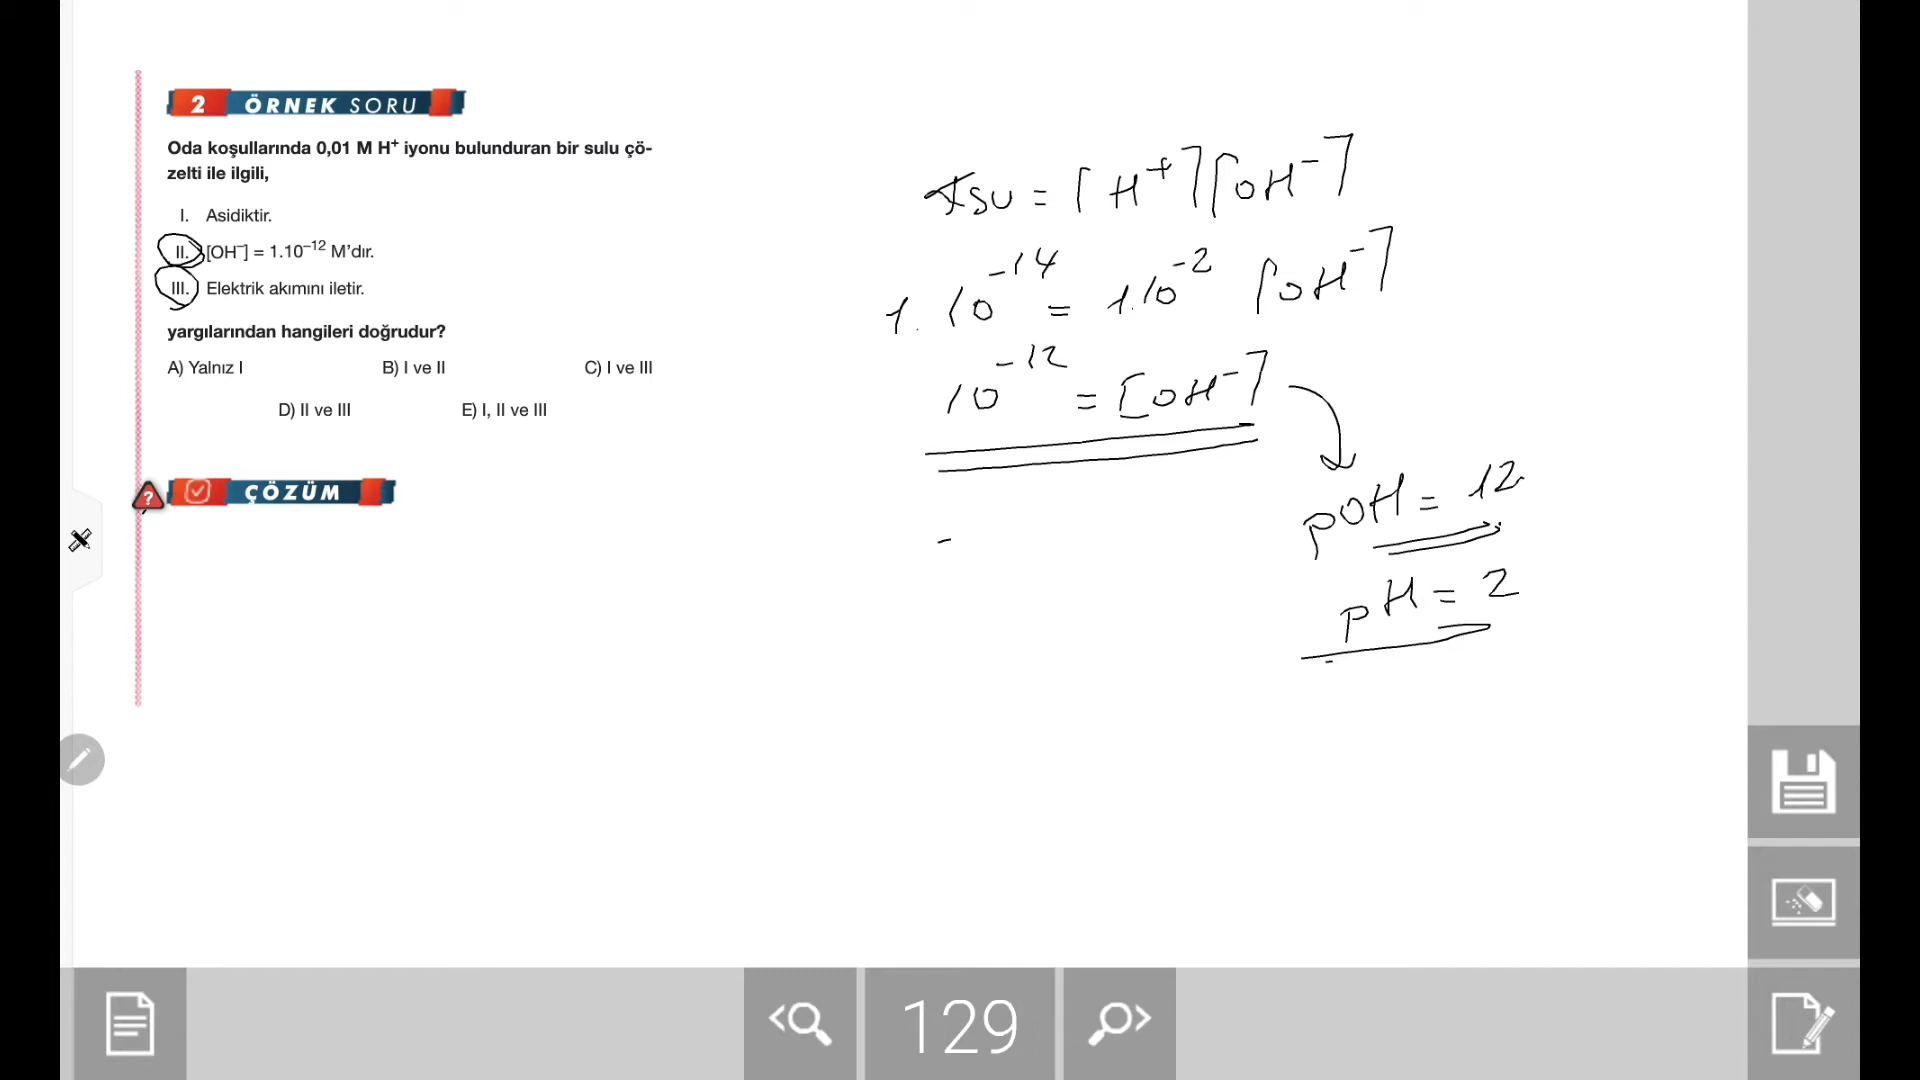 2 ÖRNEK SORU
Oda koşullarında 0,01 M H⁺ iyonu bulunduran bir sulu çö-
zelti ile ilgili,
I. Asidiktir.
II. [OH⁻] = 1.10⁻¹² M’dır.
III. Elektrik akımını iletir.
yargılarından hangileri doğrudur?
A) Yalnız I B) I ve II C) I ve III
D) II ve III E) I, II ve III
? ÇÖZÜM
Ksu = [H⁺][OH⁻]
1.10⁻¹⁴ = 1.10⁻² [OH⁻]
10⁻¹² = [OH⁻]
pOH = 12
pH = 2
129